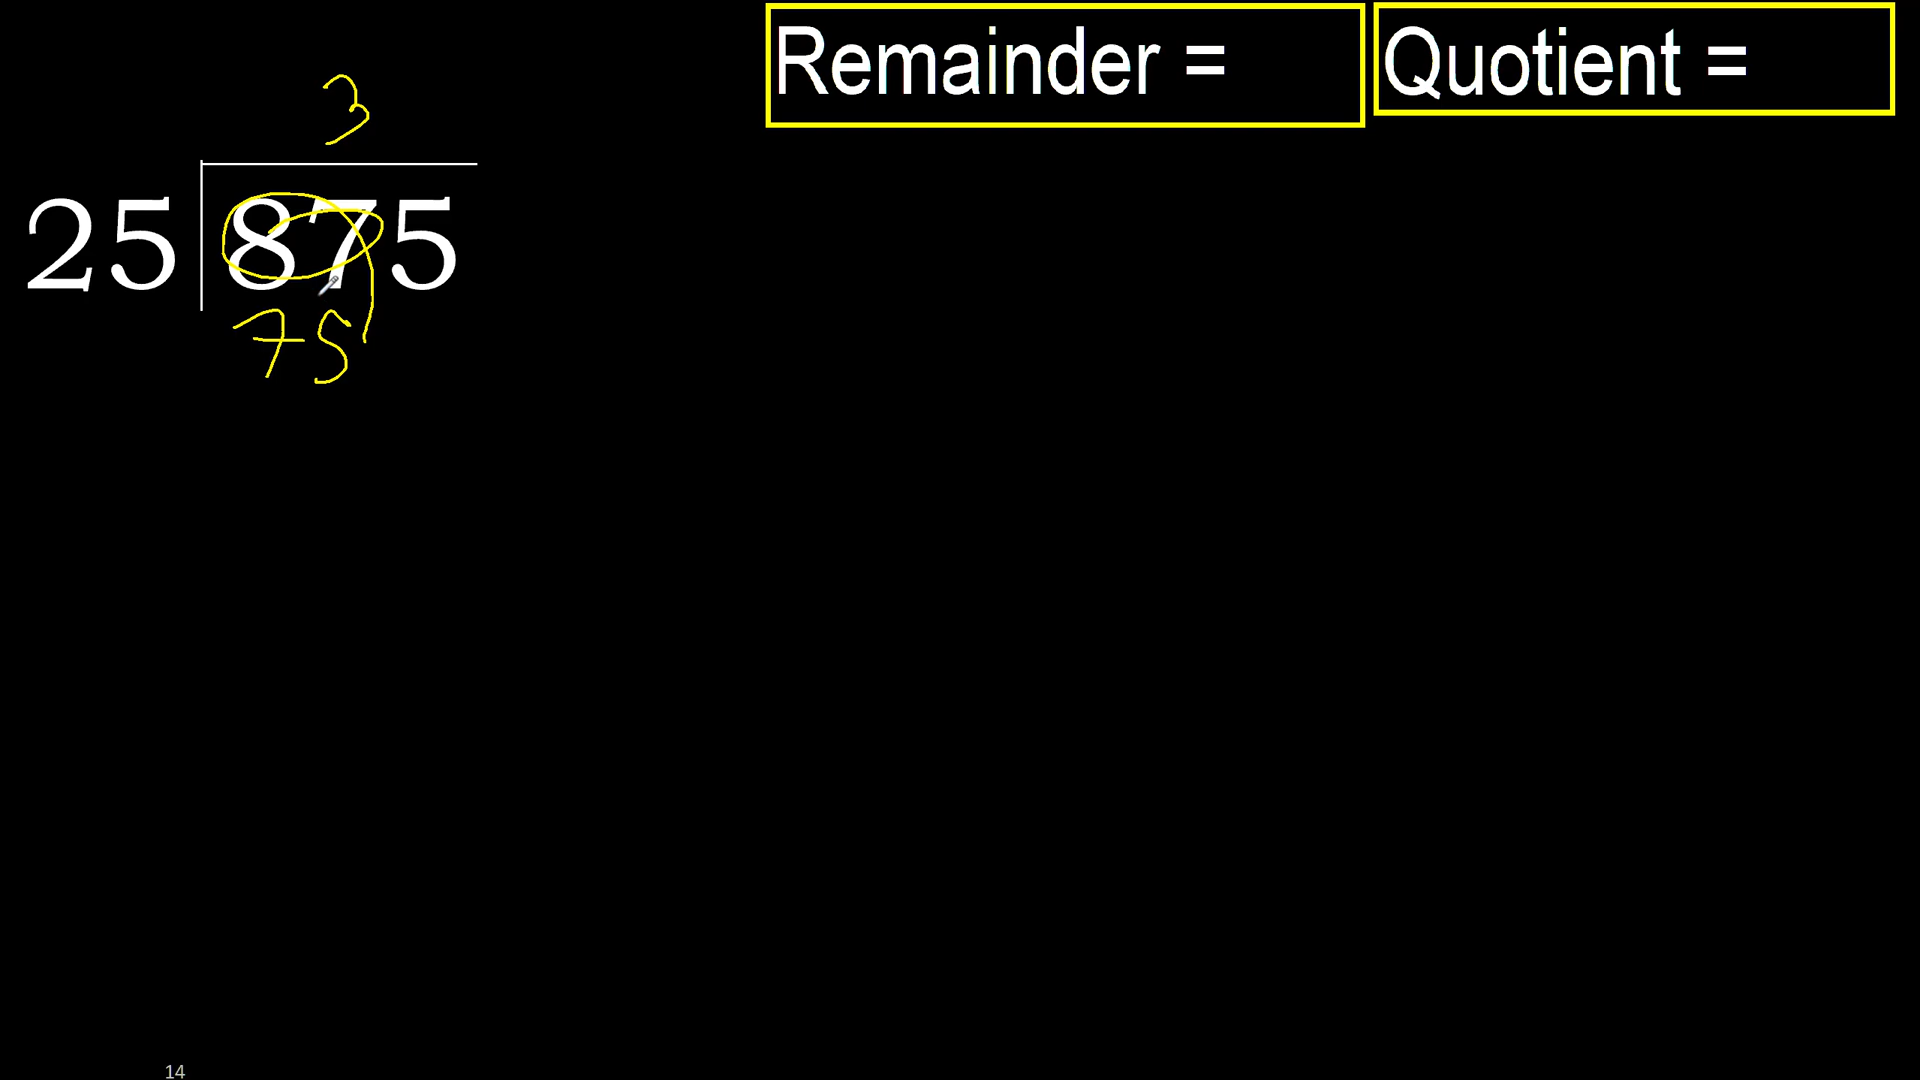 Remainder =
Quotient =
3
25 875
75
14